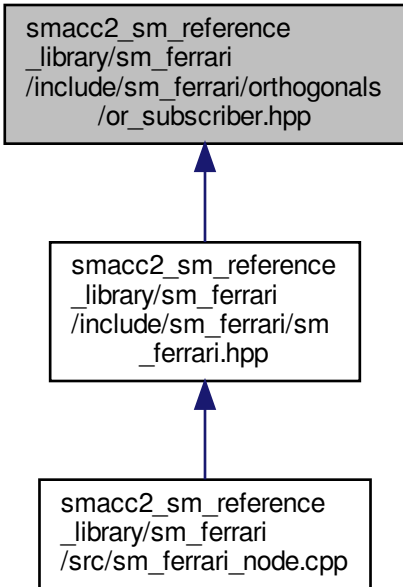 smacc2_sm_reference
_library/sm_ferrari
/include/sm_ferrari/orthogonals
/or_subscriber.hpp
smacc2_sm_reference
_library/sm_ferrari
/include/sm_ferrari/sm
_ferrari.hpp
smacc2_sm_reference
_library/sm_ferrari
/src/sm_ferrari_node.cpp